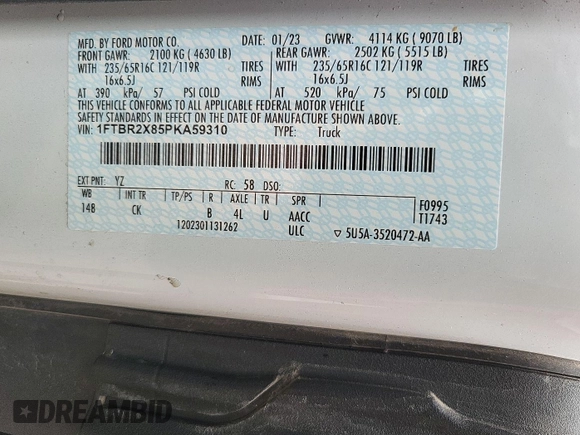 MFD. BY FORD MOTOR CO. DATE: 01/23 GVWR: 4114 KG ( 9070 LB)
FRONT GAWR: 2100 KG ( 4630 LB) REAR GAWR: 2502 KG ( 5515 LB)
WITH 235/65R16C 121/119R TIRES WITH 235/65R16C 121/119R TIRES
16x6.5J RIMS 16x6.5J RIMS
AT 390 kPa/ 57 PSI COLD AT 520 kPa/ 75 PSI COLD
THIS VEHICLE CONFORMS TO ALL APPLICABLE FEDERAL MOTOR VEHICLE
SAFETY STANDARDS IN EFFECT ON THE DATE OF MANUFACTURE SHOWN ABOVE.
VIN: 1FTBR2X85PKA59310 TYPE: Truck
EXT PNT: YZ RC: 58 DSO:
WB INT TR TP/PS R AXLE TR SPR F0995
14B CK B 4L U AACC T1743
1202301131262 ULC ▽ 5U5A-3520472-AA
DREAMBID